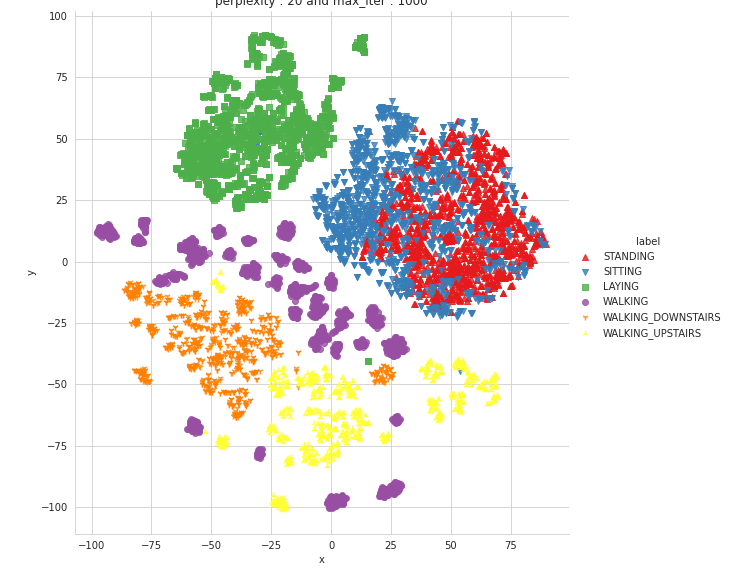 perplexity : 20 and max_iter : 1000
100
75
50
25
0
−25
−50
−75
−100
y
−100 −75 −50 −25 0 25 50 75
x
label
STANDING
SITTING
LAYING
WALKING
WALKING_DOWNSTAIRS
WALKING_UPSTAIRS